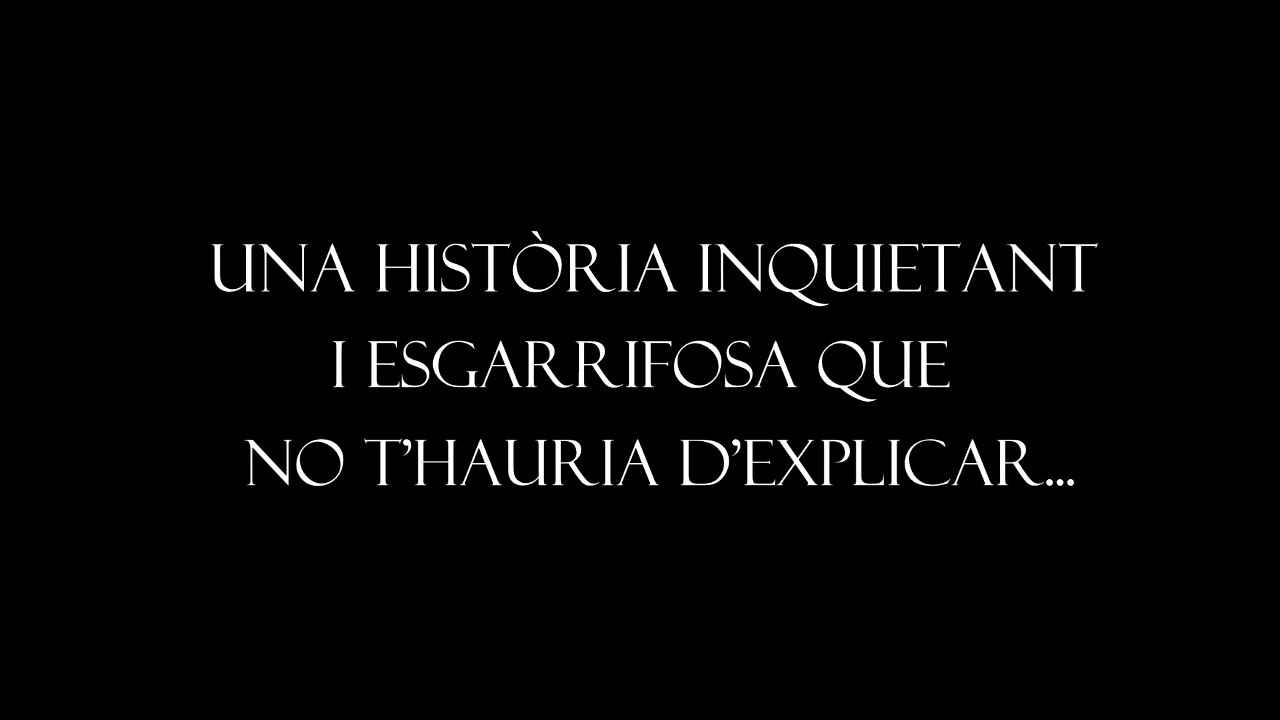 UNA HISTÒRIA INQUIETANT
I ESGARRIFOSA QUE
NO T'HAURIA D'EXPLICAR...